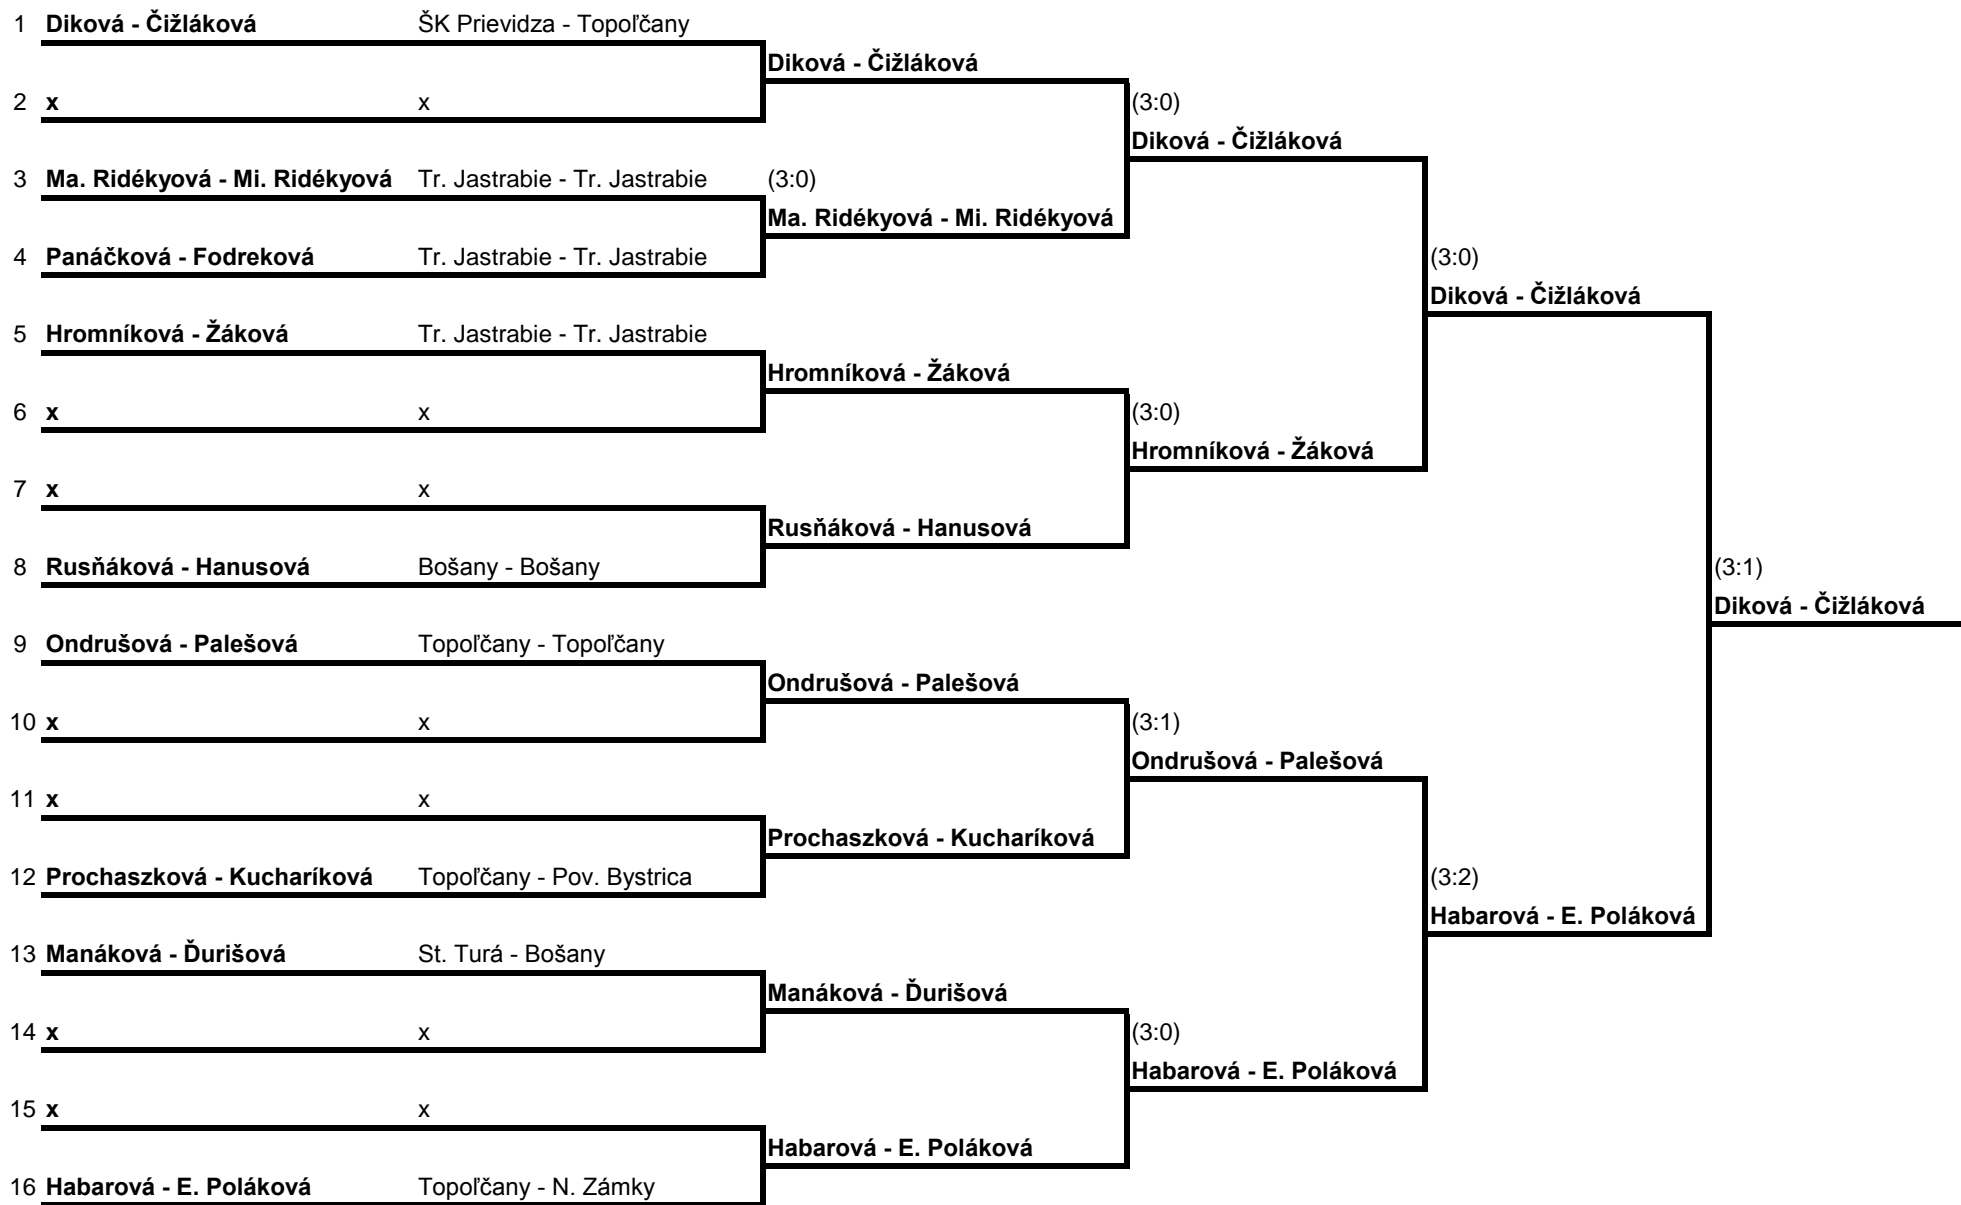 1 Diková - Čižláková ŠK Prievidza - Topoľčany
Diková - Čižláková
2 x x (3:0)
Diková - Čižláková
3 Ma. Ridékyová - Mi. Ridékyová Tr. Jastrabie - Tr. Jastrabie (3:0)
Ma. Ridékyová - Mi. Ridékyová
4 Panáčková - Fodreková Tr. Jastrabie - Tr. Jastrabie (3:0)
Diková - Čižláková
5 Hromníková - Žáková Tr. Jastrabie - Tr. Jastrabie
Hromníková - Žáková
6 x x (3:0)
Hromníková - Žáková
7 x x
Rusňáková - Hanusová
8 Rusňáková - Hanusová Bošany - Bošany (3:1)
Diková - Čižláková
9 Ondrušová - Palešová Topoľčany - Topoľčany
Ondrušová - Palešová
10 x x (3:1)
Ondrušová - Palešová
11 x x
Prochaszková - Kucharíková
12 Prochaszková - Kucharíková Topoľčany - Pov. Bystrica (3:2)
Habarová - E. Poláková
13 Manáková - Ďurišová St. Turá - Bošany
Manáková - Ďurišová
14 x x (3:0)
Habarová - E. Poláková
15 x x
Habarová - E. Poláková
16 Habarová - E. Poláková Topoľčany - N. Zámky